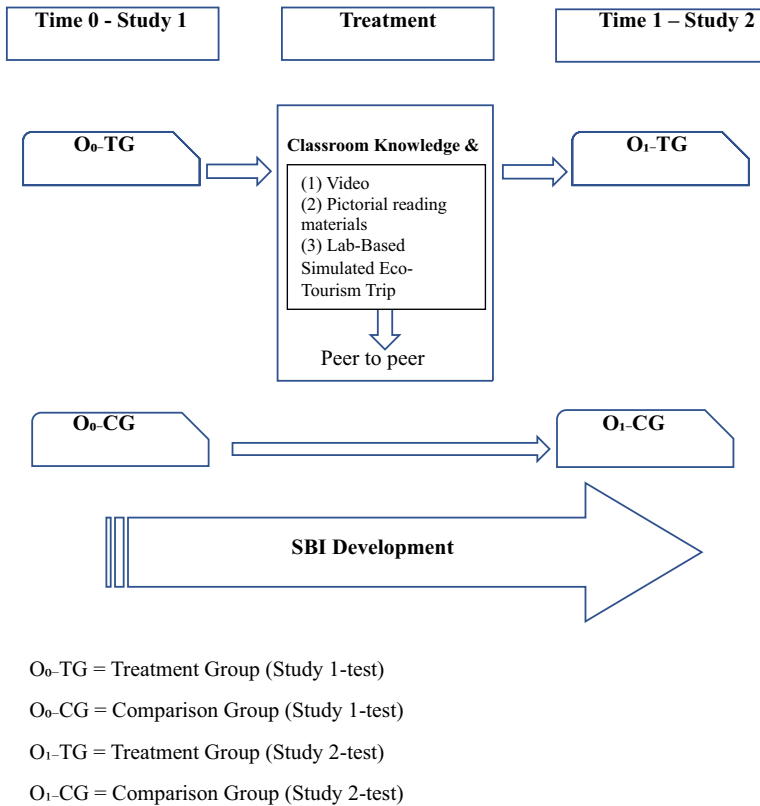 Time 0 - Study 1
Treatment
Time 1 – Study 2
O₀-TG
Classroom Knowledge &
(1) Video
(2) Pictorial reading
materials
(3) Lab-Based
Simulated Eco-
Tourism Trip
Peer to peer
O₁-TG
O₀-CG
O₁-CG
SBI Development
O₀-TG = Treatment Group (Study 1-test)
O₀-CG = Comparison Group (Study 1-test)
O₁-TG = Treatment Group (Study 2-test)
O₁-CG = Comparison Group (Study 2-test)